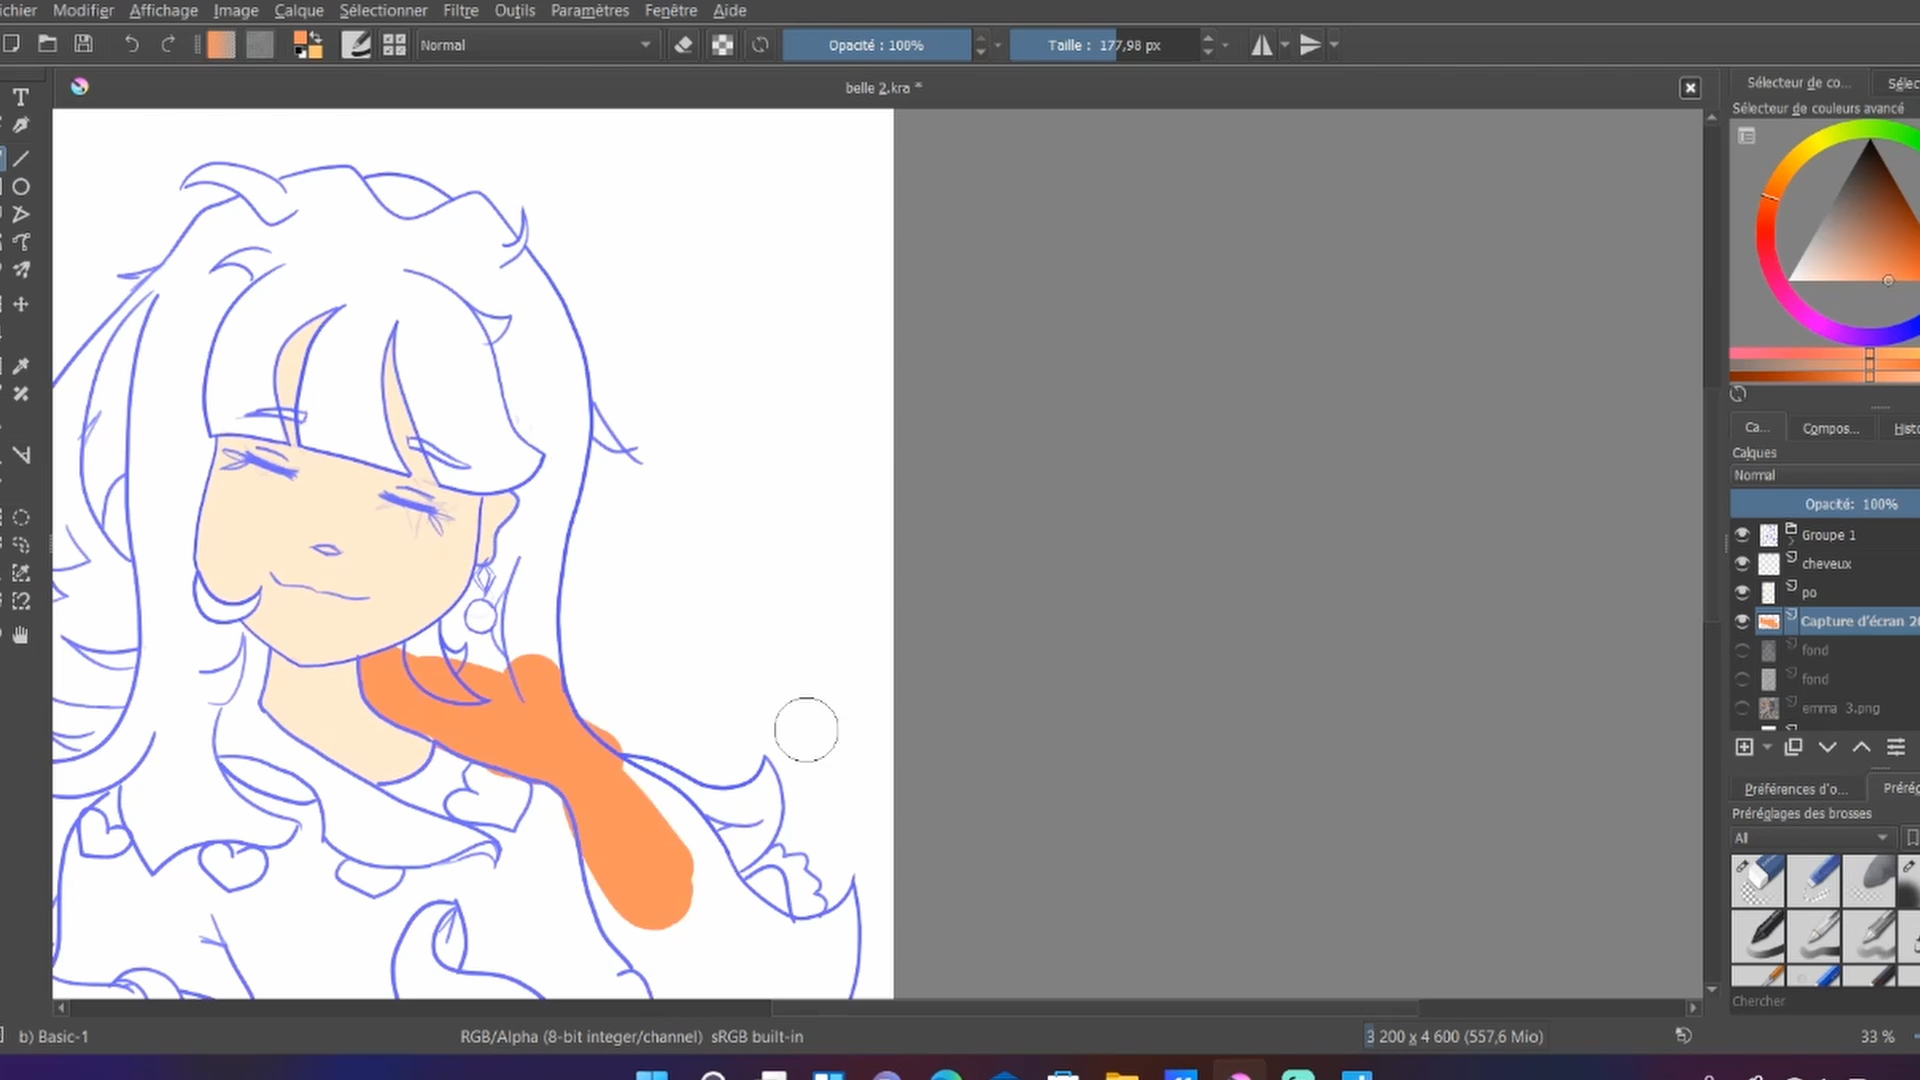 ichier Modifier Affichage Image Calque Sélectionner Filtre Outils Paramètres Fenêtre Aide
Normal Opacité : 100% Taille : 177,98 px
belle 2.kra *
Sélecteur de co... Sélec
Sélecteur de couleurs avancé
Ca... Compos... Histo
Calques
Normal
Opacité: 100%
Groupe 1
cheveux
po
Capture d'écran 20
fond
fond
emma 3.png
Préférences d'o... Prérég
Préréglages des brosses
All
Chercher
b) Basic-1 RGB/Alpha (8-bit integer/channel) sRGB built-in 3 200 x 4 600 (557,6 Mio) 33 %